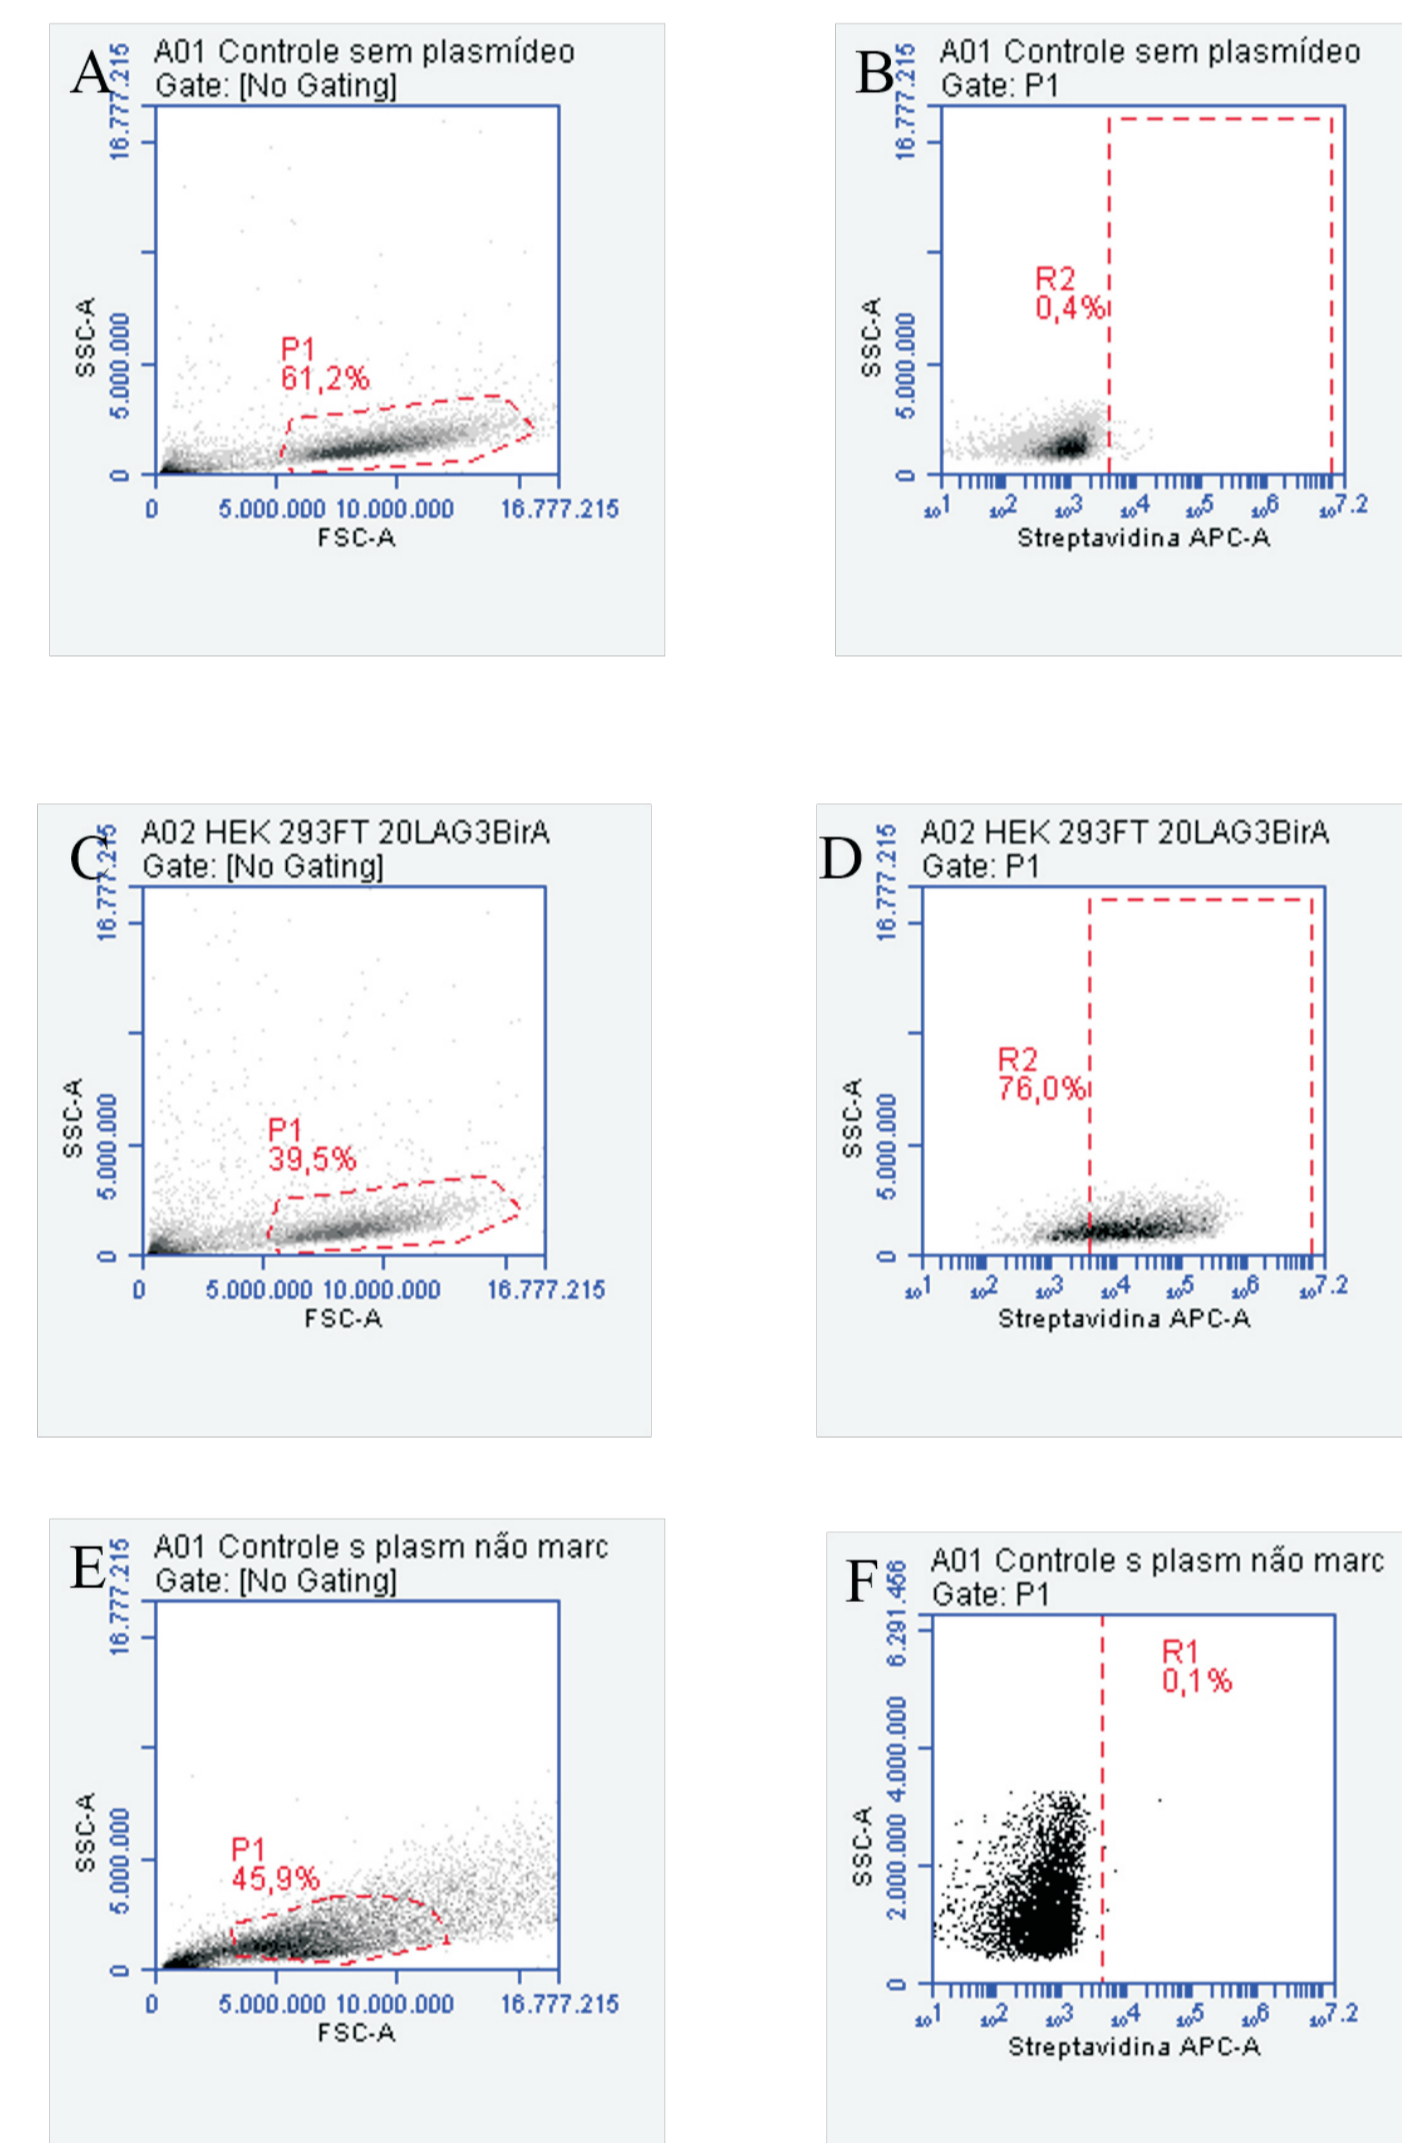 A
A01 Controle sem plasmídeo
Gate: [No Gating]
16.777.215
5.000.000
0
SSC-A
P1
61,2%
0 5.000.000 10.000.000 16.777.215
FSC-A
B
A01 Controle sem plasmídeo
Gate: P1
16.777.215
5.000.000
0
SSC-A
R2
0,4%
10^1 10^2 10^3 10^4 10^5 10^6 10^7.2
Streptavidina APC-A
C
A02 HEK 293FT 20LAG3BirA
Gate: [No Gating]
16.777.215
5.000.000
0
SSC-A
P1
39,5%
0 5.000.000 10.000.000 16.777.215
FSC-A
D
A02 HEK 293FT 20LAG3BirA
Gate: P1
16.777.215
5.000.000
0
SSC-A
R2
76,0%
10^1 10^2 10^3 10^4 10^5 10^6 10^7.2
Streptavidina APC-A
E
A01 Controle s plasm não marc
Gate: [No Gating]
16.777.215
5.000.000
0
SSC-A
P1
45,9%
0 5.000.000 10.000.000 16.777.215
FSC-A
F
A01 Controle s plasm não marc
Gate: P1
6.291.456
4.000.000
2.000.000
0
SSC-A
R1
0,1%
10^1 10^2 10^3 10^4 10^5 10^6 10^7.2
Streptavidina APC-A